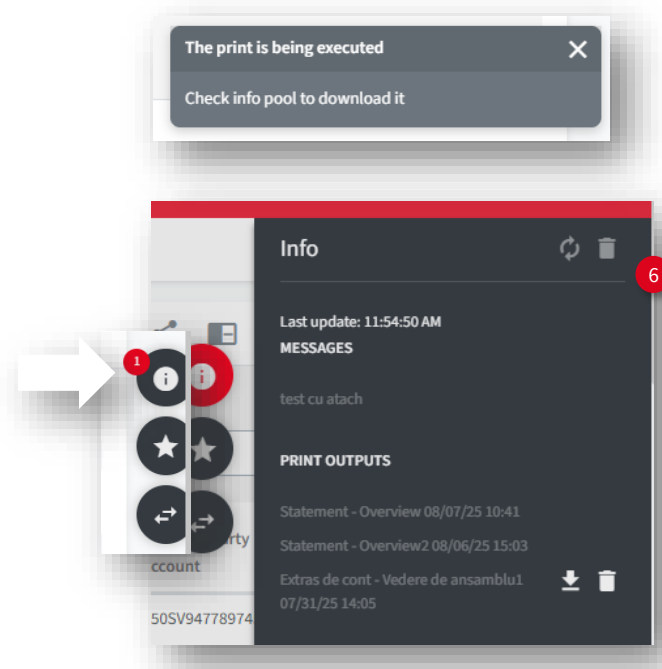 The print is being executed
Check info pool to download it
Info
6
Last update: 11:54:50 AM
MESSAGES
1
test cu atach
PRINT OUTPUTS
Statement - Overview 08/07/25 10:41
Statement - Overview2 08/06/25 15:03
rty
ccount
Extras de cont - Vedere de ansamblu1
07/31/25 14:05
50SV94778974